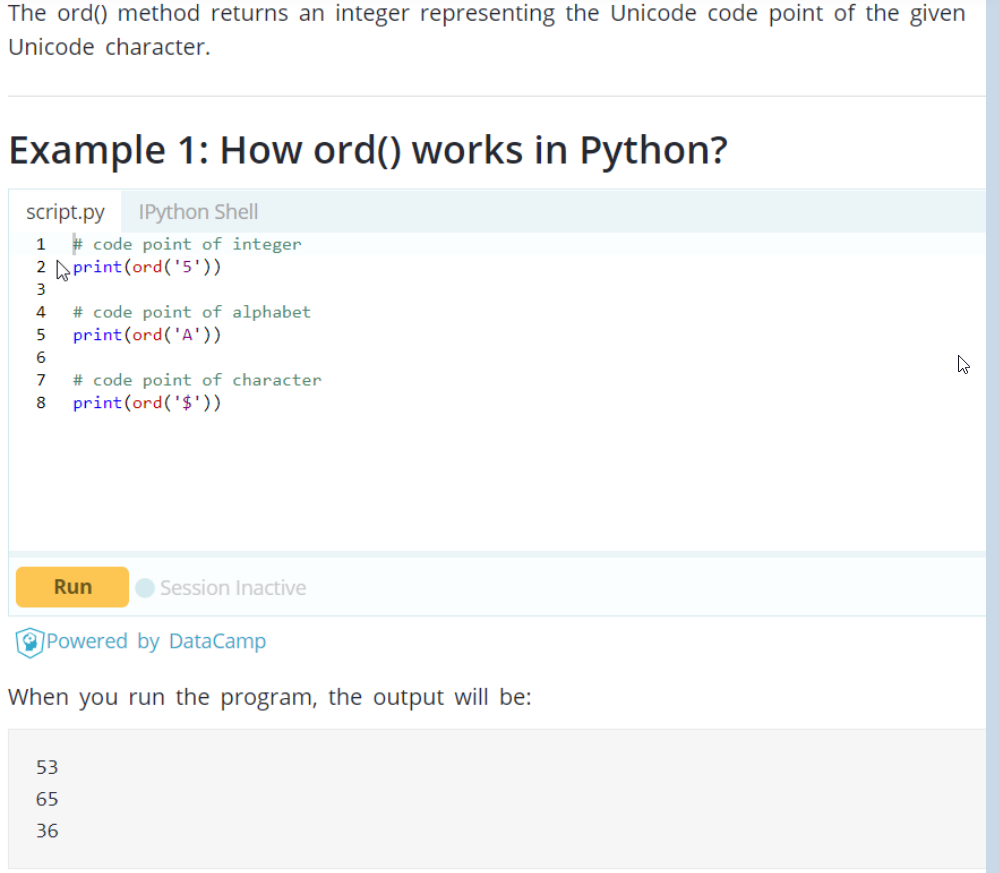 The ord() method returns an integer representing the Unicode code point of the given
Unicode character.
Example 1: How ord() works in Python?
script.py IPython Shell
1 # code point of integer
2 print(ord('5'))
3
4 # code point of alphabet
5 print(ord('A'))
6
7 # code point of character
8 print(ord('$'))
Run Session Inactive
Powered by DataCamp
When you run the program, the output will be:
53
65
36